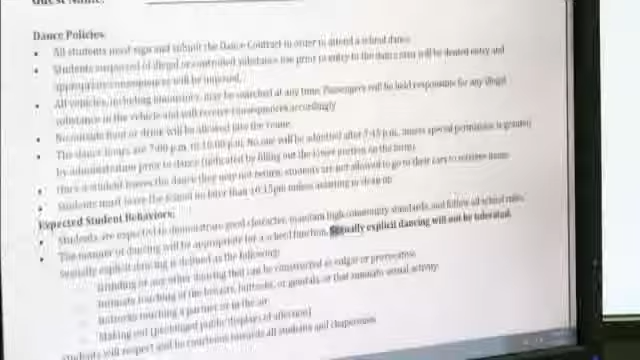 Guest Name:
Dance Policies
All students must sign and submit the Dance Contract in order to attend a school dance.
Students suspected of illegal or controlled substance use prior to entry to the dance area will be denied entry and
appropriate consequences will be imposed.
All vehicles, including limousines, may be searched at any time. Passengers will be held responsible for any illegal
substance in the vehicle and will receive consequences accordingly
No outside food or drink will be allowed into the venue.
The dance hours are 7:00 p.m. to 10:00 p.m. No one will be admitted after 7:45 p.m. unless special permission is granted
by administration prior to dance (indicated by filling out the lower portion on the form).
Once a student leaves the dance they may not return, students are not allowed to go to their cars to retrieve items
Students must leave the venue no later than 10:15pm unless assisting in clean up
Expected Student Behaviors:
Students are expected to demonstrate good character, maintain high community standards, and follow all school rules.
The manner of dancing will be appropriate for a school function. Sexually explicit dancing will not be tolerated.
Sexually explicit dancing is defined as the following:
Grinding or any other dancing that can be constructed as vulgar or provocative
Intimate touching of the breasts, buttocks, or genitals or that simulate sexual activity.
touching a partner or in the air
Making out (prolonged public displays of affection)
Students will respect and be courteous towards all students and chaperones